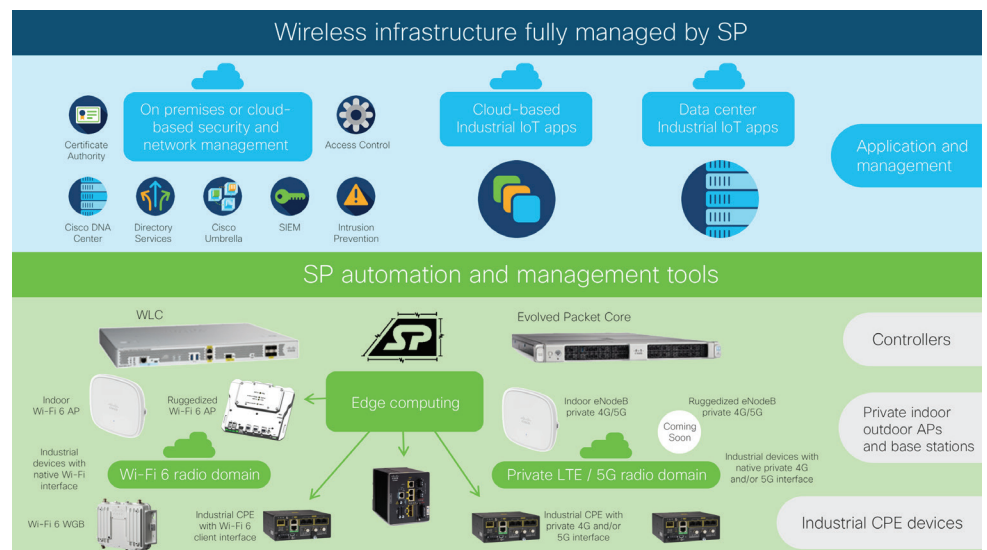 Wireless infrastructure fully managed by SP
On premises or cloud-
based security and
network management
Certificate
Authority
Access Control
Cisco DNA
Center
Directory
Services
Cisco
Umbrella
SIEM
Intrusion
Prevention
Cloud-based
Industrial IoT apps
Data center
Industrial IoT apps
Application and
management
SP automation and management tools
WLC
SP
Evolved Packet Core
Controllers
Indoor
Wi-Fi 6 AP
Ruggedized
Wi-Fi 6 AP
Edge computing
Indoor eNodeB
private 4G/5G
Ruggedized eNodeB
private 4G/5G
Coming
Soon
Private indoor
outdoor APs
and base stations
Industrial
devices with
native Wi-Fi
interface
Wi-Fi 6 radio domain
Private LTE / 5G radio domain
Industrial devices with
native private 4G
and/or 5G interface
Wi-Fi 6 WGB
Industrial CPE
with Wi-Fi 6
client interface
Industrial CPE with
private 4G and/or
5G interface
Industrial CPE devices